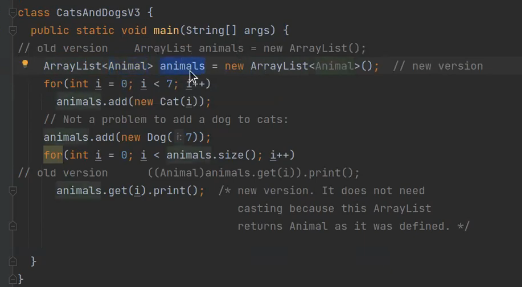 class CatsAndDogsV3 {
public static void main(String[] args) {
// old version    ArrayList animals = new ArrayList();
ArrayList<Animal> animals = new ArrayList<Animal>();  // new version
for(int i = 0; i < 7; i++)
animals.add(new Cat(i));
// Not a problem to add a dog to cats:
animals.add(new Dog( i: 7));
for(int i = 0; i < animals.size(); i++)
// old version    ((Animal)animals.get(i)).print();
animals.get(i).print();  /* new version. It does not need
casting because this ArrayList
returns Animal as it was defined. */
}
}